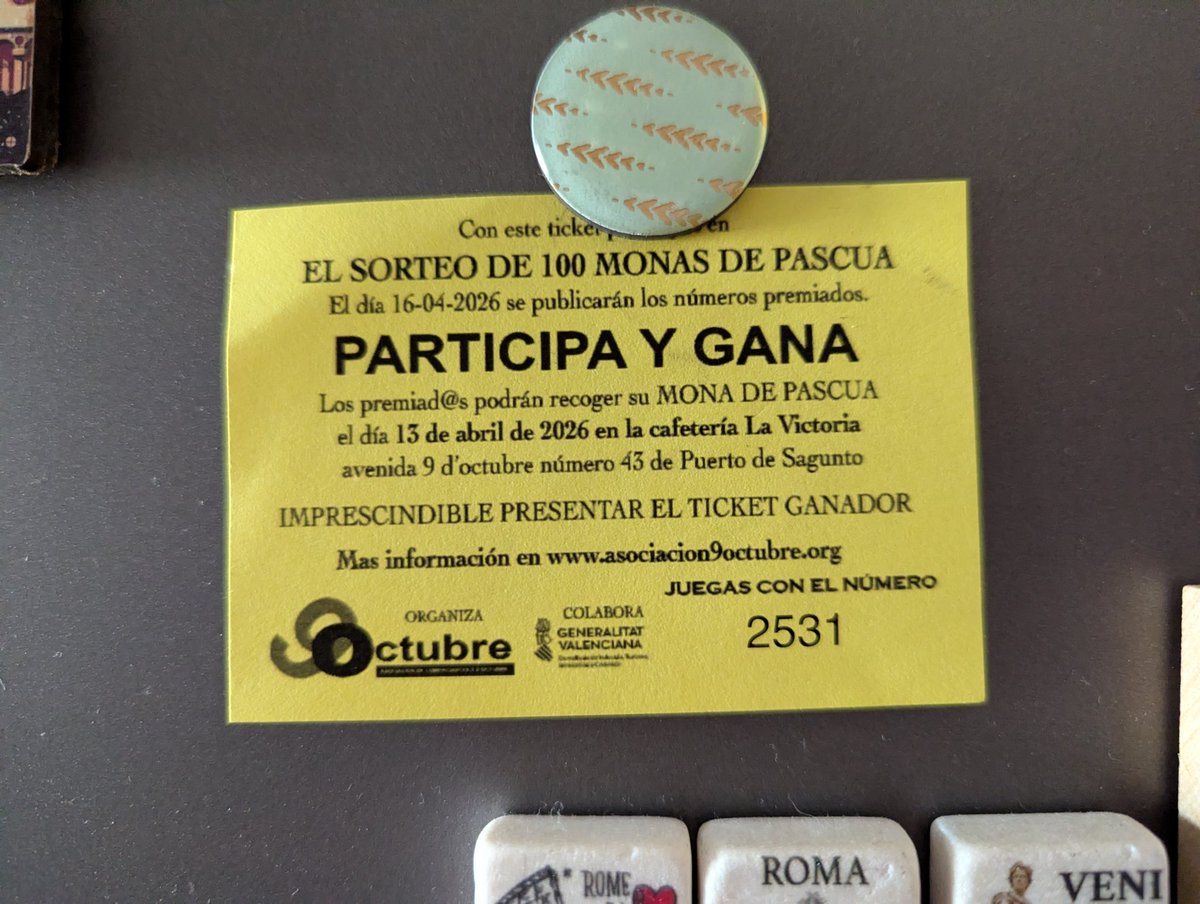 Con este ticket en
EL SORTEO DE 100 MONAS DE PASCUA
El día 16-04-2026 se publicarán los números premiados.
PARTICIPA Y GANA
Los premiad@s podrán recoger su MONA DE PASCUA
el día 13 de abril de 2026 en la cafetería La Victoria
avenida 9 d'octubre número 43 de Puerto de Sagunto
IMPRESCINDIBLE PRESENTAR EL TICKET GANADOR
Mas información en www.asociacion9octubre.org
JUEGAS CON EL NÚMERO
2531
ORGANIZA
9Octubre
COLABORA
GENERALITAT
VALENCIANA
ROME
ROMA
VENI